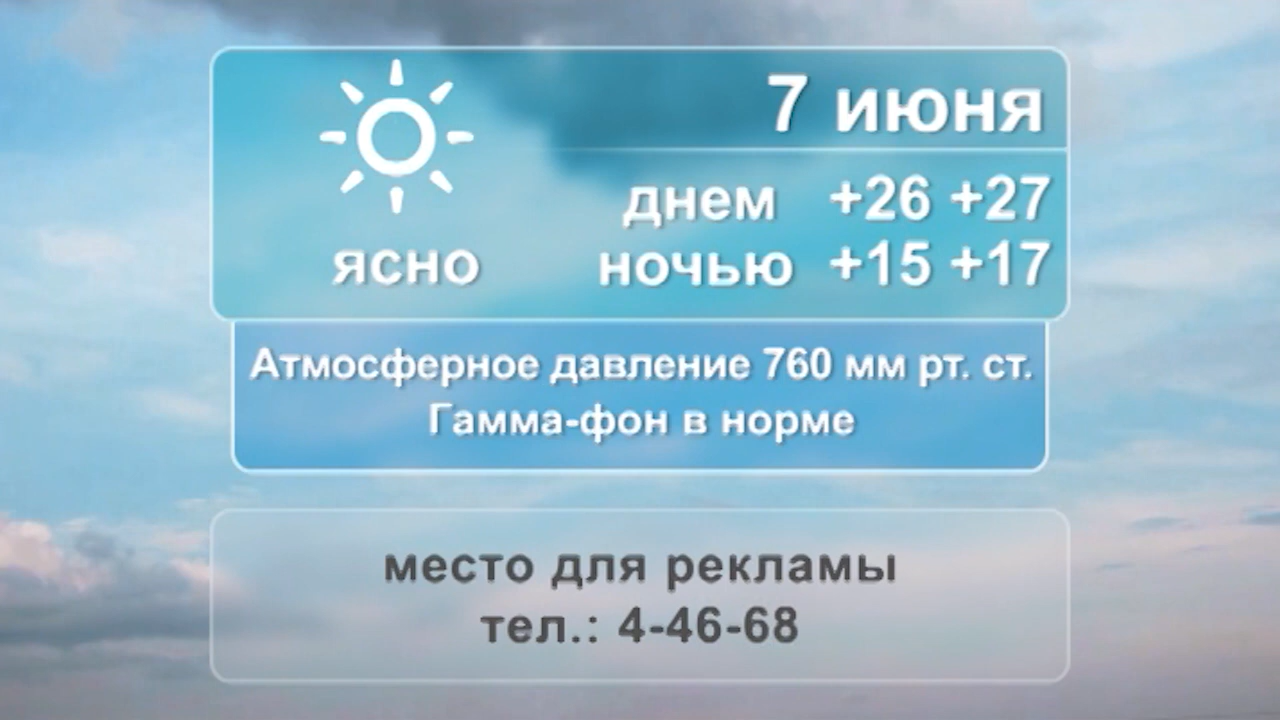 7 июня
днем +26 +27
ночью +15 +17
ясно
Атмосферное давление 760 мм рт. ст.
Гамма-фон в норме
место для рекламы
тел.: 4-46-68